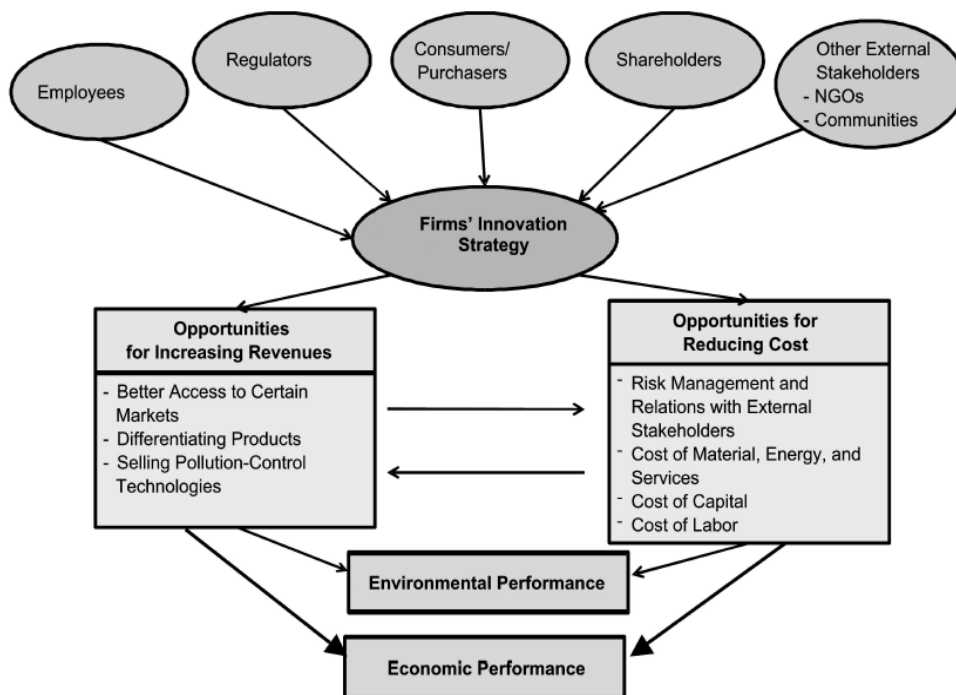 Employees
Regulators
Consumers/
Purchasers
Shareholders
Other External
Stakeholders
- NGOs
- Communities
Firms’ Innovation
Strategy
Opportunities
for Increasing Revenues
- Better Access to Certain
Markets
- Differentiating Products
- Selling Pollution-Control
Technologies
Opportunities for
Reducing Cost
- Risk Management and
Relations with External
Stakeholders
- Cost of Material, Energy, and
Services
- Cost of Capital
- Cost of Labor
Environmental Performance
Economic Performance